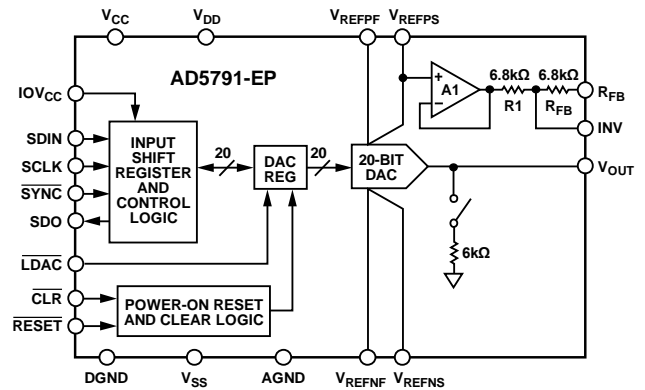 VCC
VDD
VREFPF
VREFPS
AD5791-EP
6.8kΩ
6.8kΩ
A1
R1
RFB
RFB
INV
IOVCC
SDIN
SCLK
SYNC
SDO
INPUT
SHIFT
REGISTER
AND
CONTROL
LOGIC
20
DAC
REG
20
20-BIT
DAC
VOUT
6kΩ
LDAC
CLR
RESET
POWER-ON RESET
AND CLEAR LOGIC
DGND
VSS
AGND
VREFNF
VREFNS